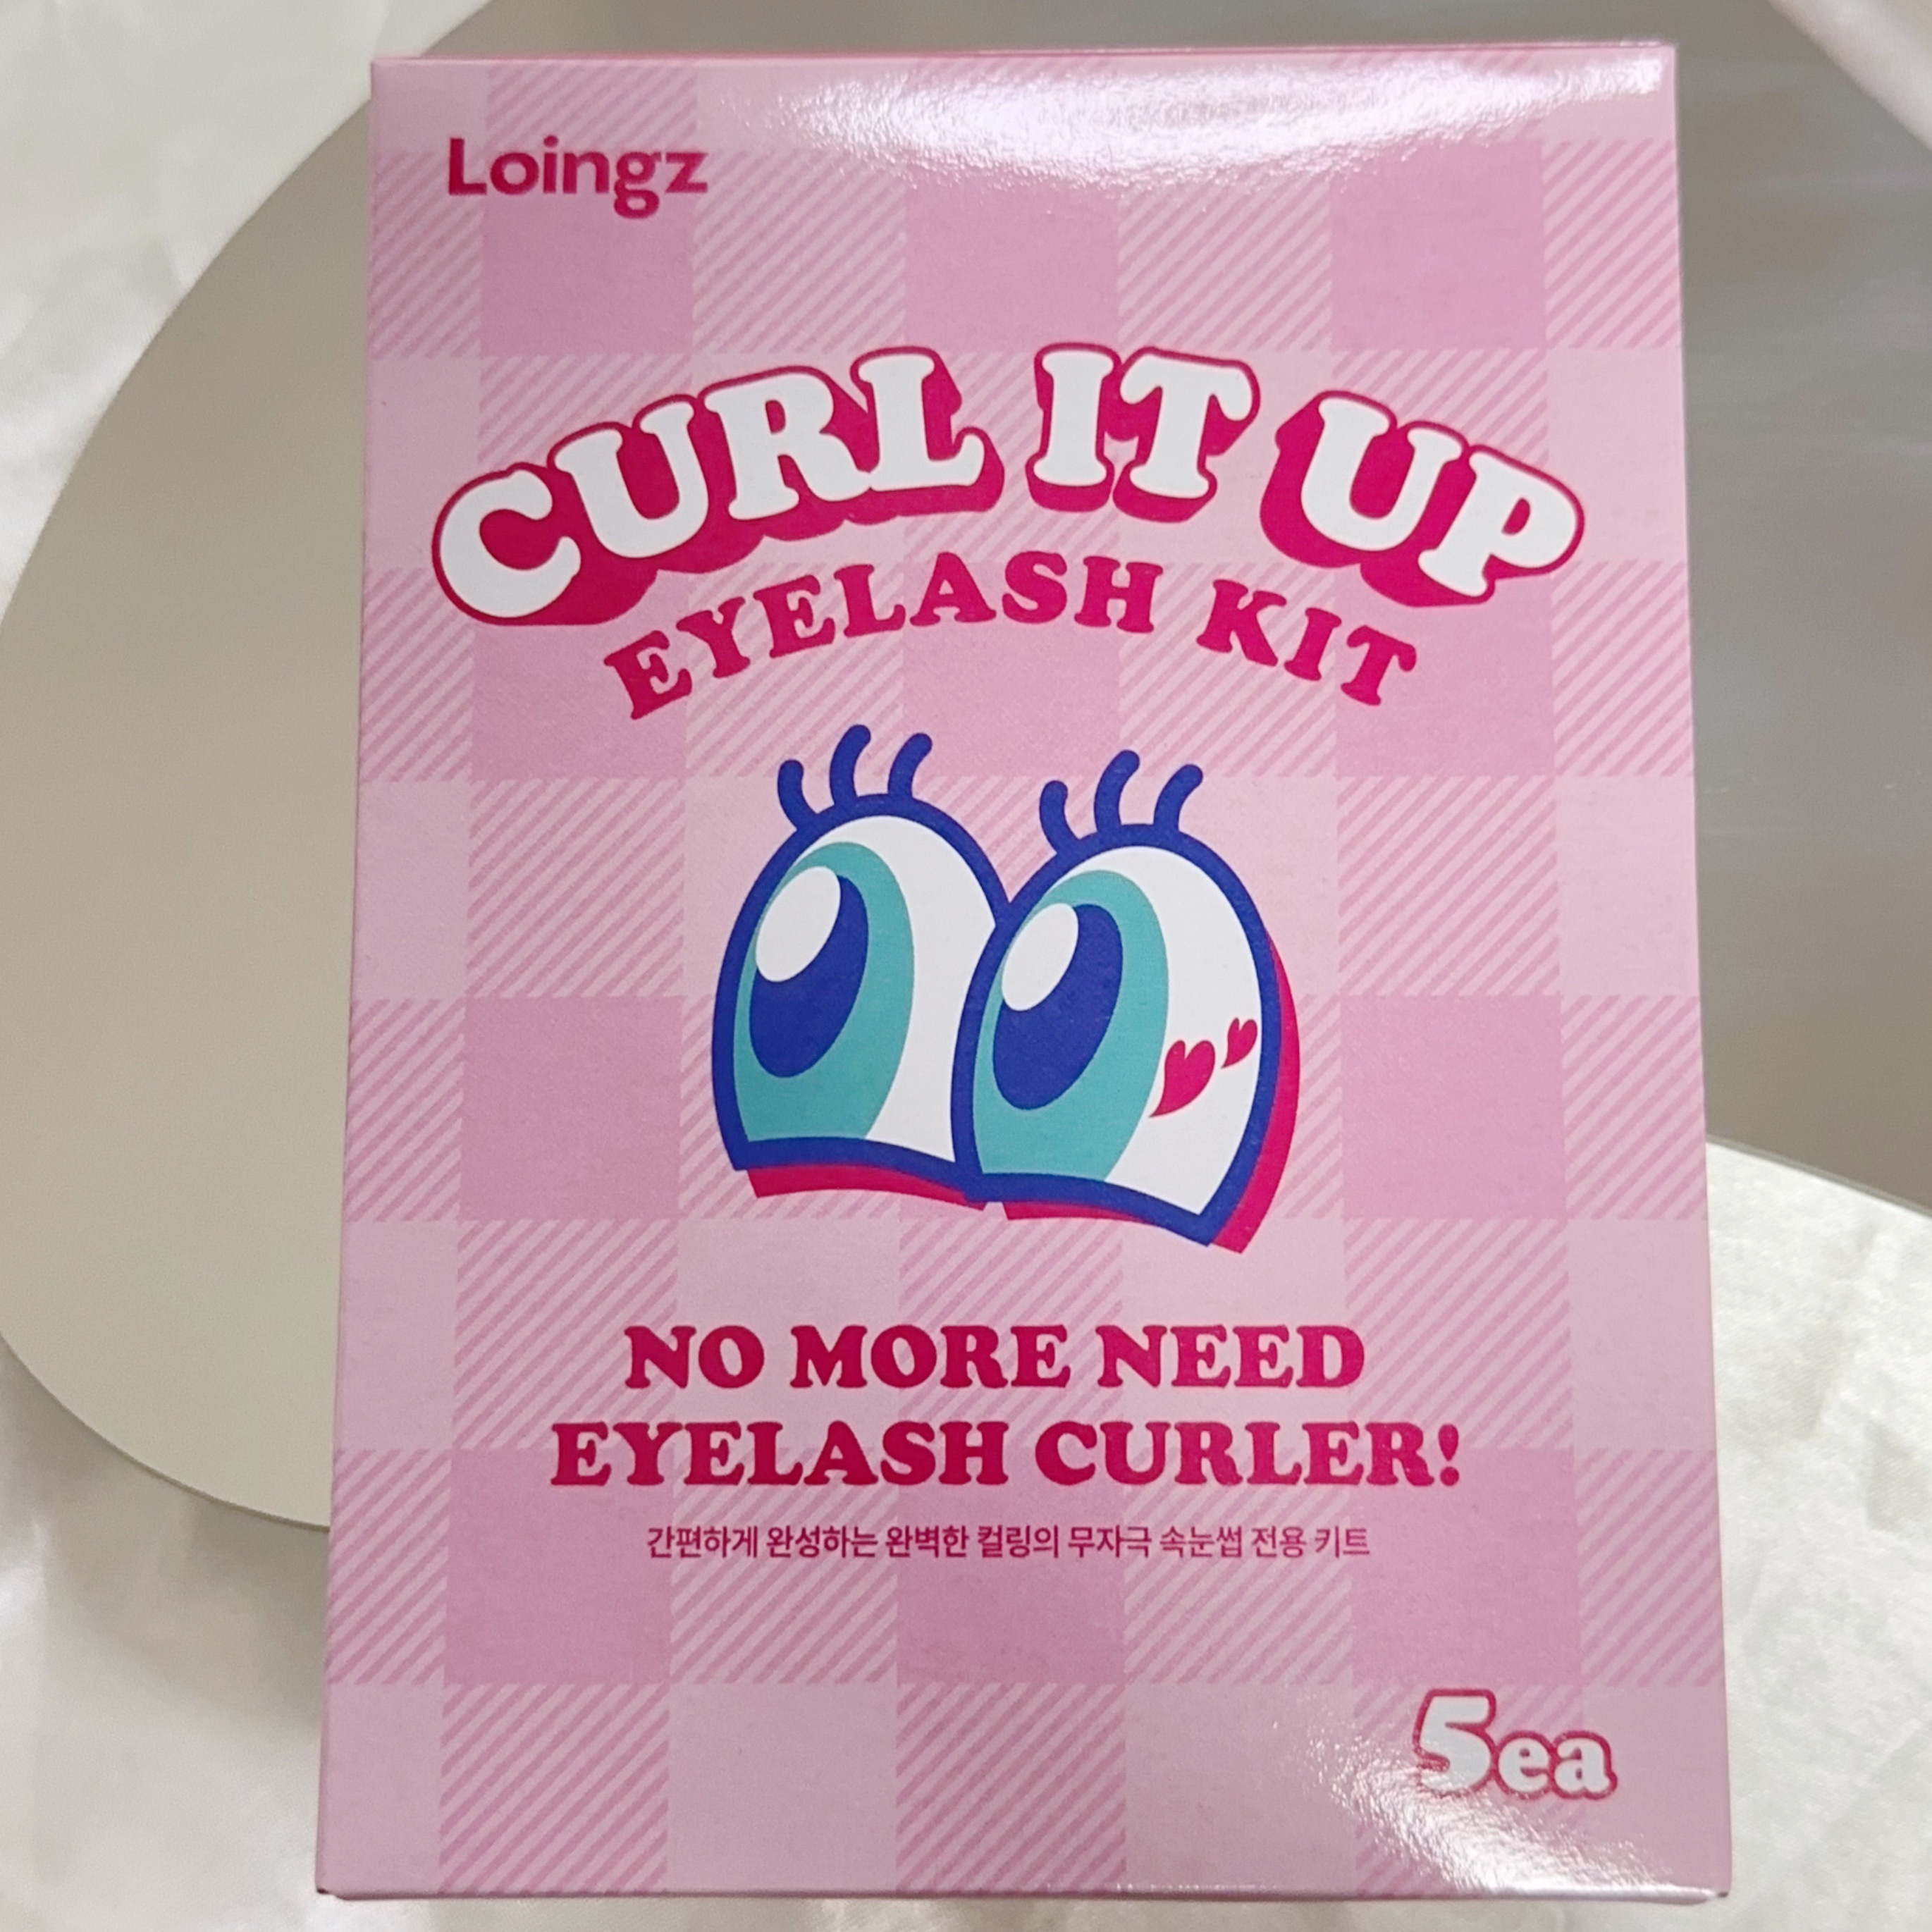 Loingz
CURL IT UP
EYELASH KIT
NO MORE NEED
EYELASH CURLER!
간편하게 완성하는 완벽한 컬링의 무자극 속눈썹 전용 키트
5ea